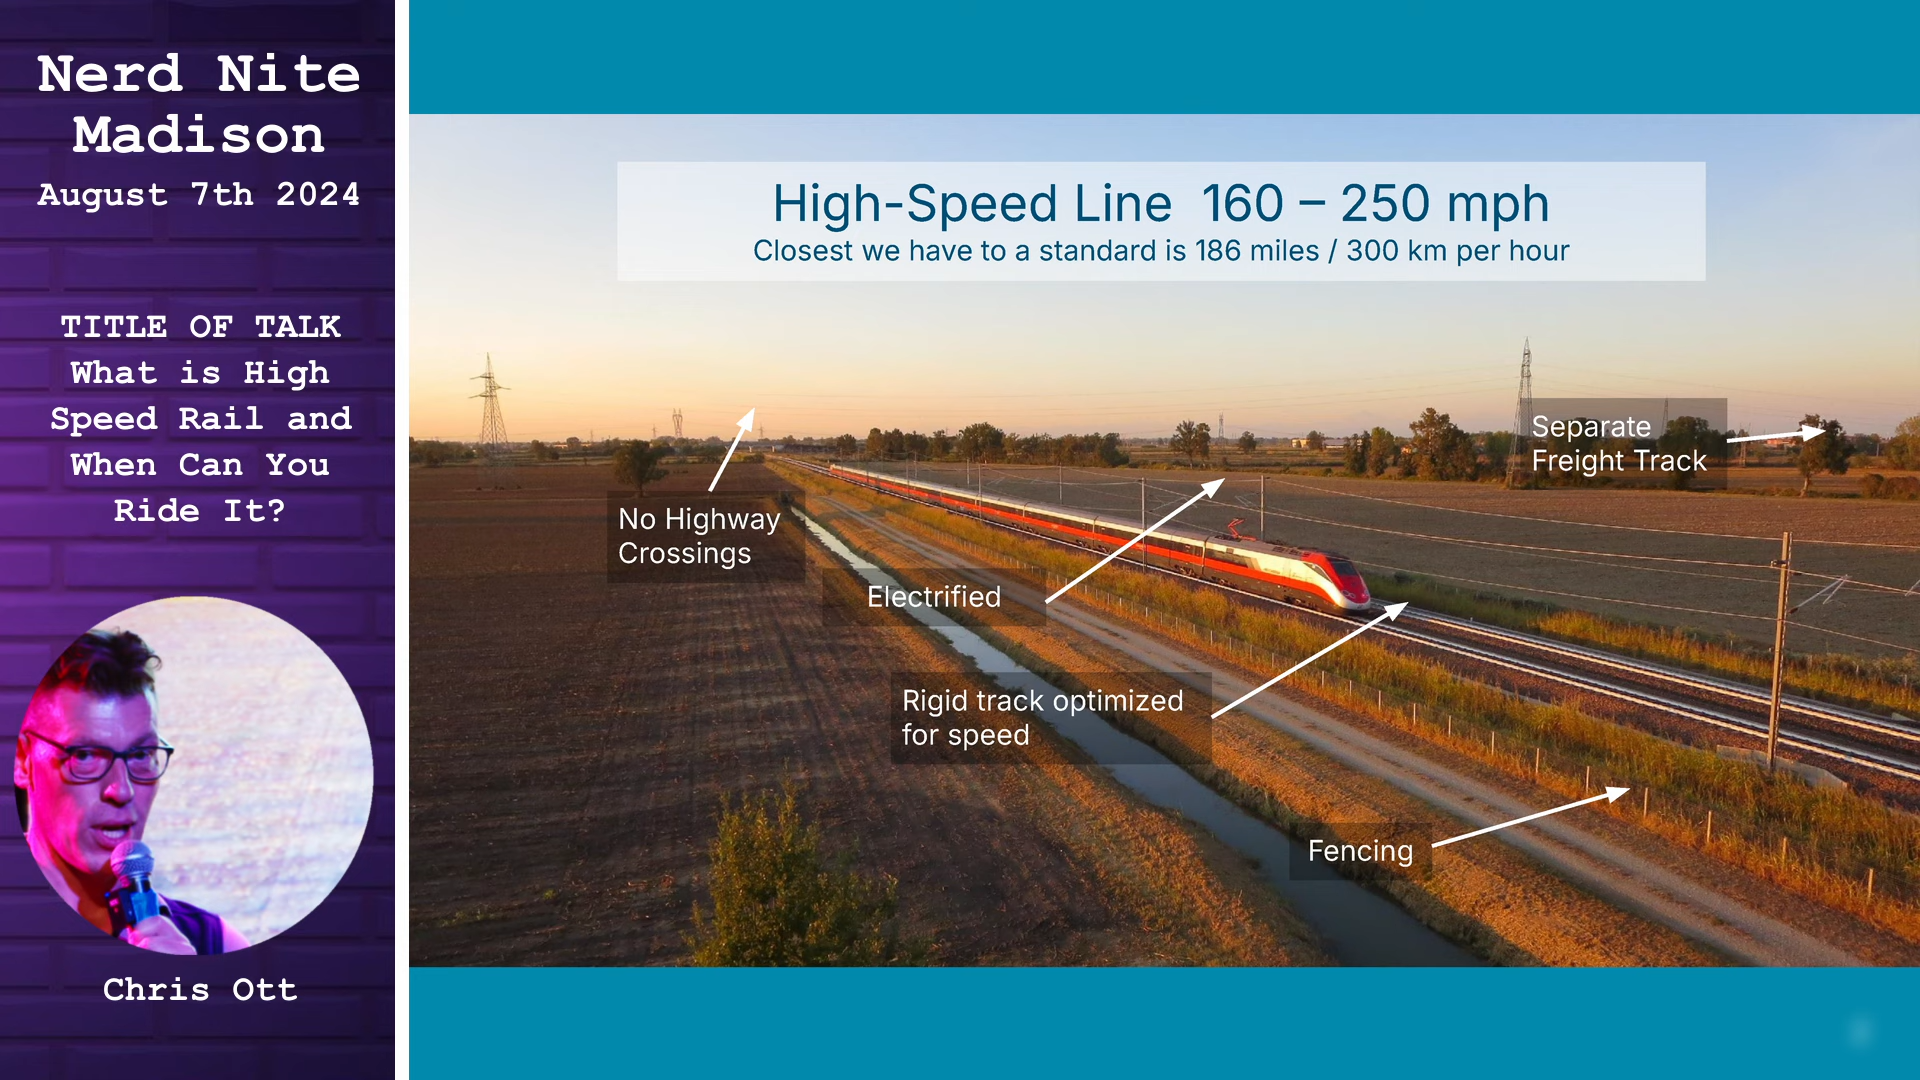 Nerd Nite
Madison
August 7th 2024
TITLE OF TALK
What is High
Speed Rail and
When Can You
Ride It?
Chris Ott
High-Speed Line 160 – 250 mph
Closest we have to a standard is 186 miles / 300 km per hour
Separate
Freight Track
No Highway
Crossings
Electrified
Rigid track optimized
for speed
Fencing